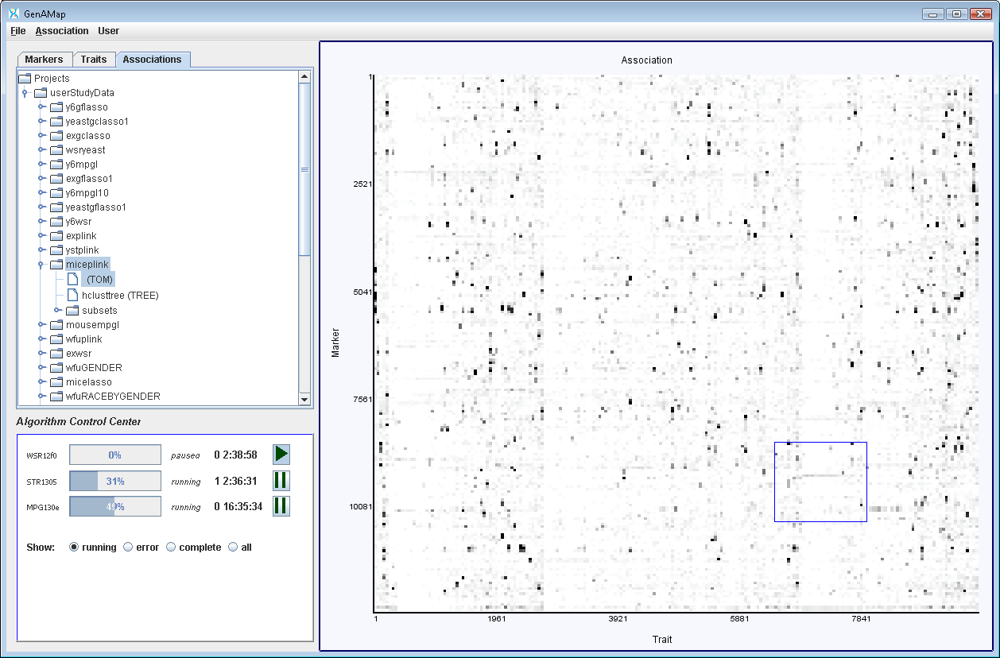 GenAMap
File Association User
Markers Traits Associations
Projects
userStudyData
y6gflasso
yeastgclasso1
exgclasso
wsryeast
y6mpgl
exgflasso1
y6mpgl10
yeastgflasso1
y6wsr
explink
ystplink
miceplink
(TOM)
hclusttree (TREE)
subsets
mousempgl
wfuplink
exwsr
wfuGENDER
micelasso
wfuRACEBYGENDER
Algorithm Control Center
WSR12f0 0% paused 0 2:38:58
STR1305 31% running 1 2:36:31
MPG130e 49% running 0 16:35:34
Show: running error complete all
Association
1
2521
5041
Marker
7561
10081
1 1961 3921 5881 7841
Trait